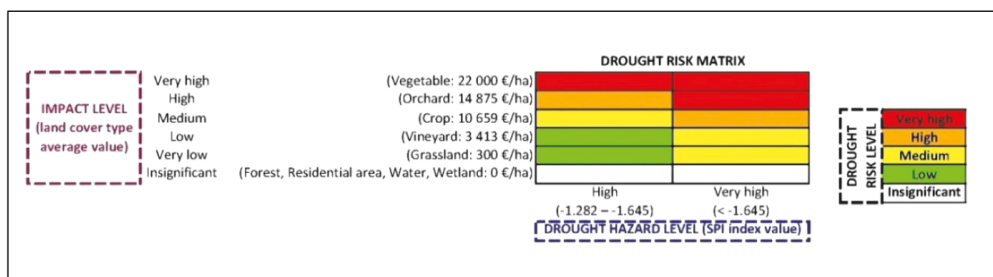 DROUGHT RISK MATRIX
IMPACT LEVEL
(land cover type
average value)
Very high (Vegetable: 22 000 €/ha)
High (Orchard: 14 875 €/ha)
Medium (Crop: 10 659 €/ha)
Low (Vineyard: 3 413 €/ha)
Very low (Grassland: 300 €/ha)
Insignificant (Forest, Residential area, Water, Wetland: 0 €/ha)
High Very high
(-1.282 – -1.645) (< -1.645)
DROUGHT HAZARD LEVEL (SPI index value)
DROUGHT
RISK LEVEL
Very high
High
Medium
Low
Insignificant